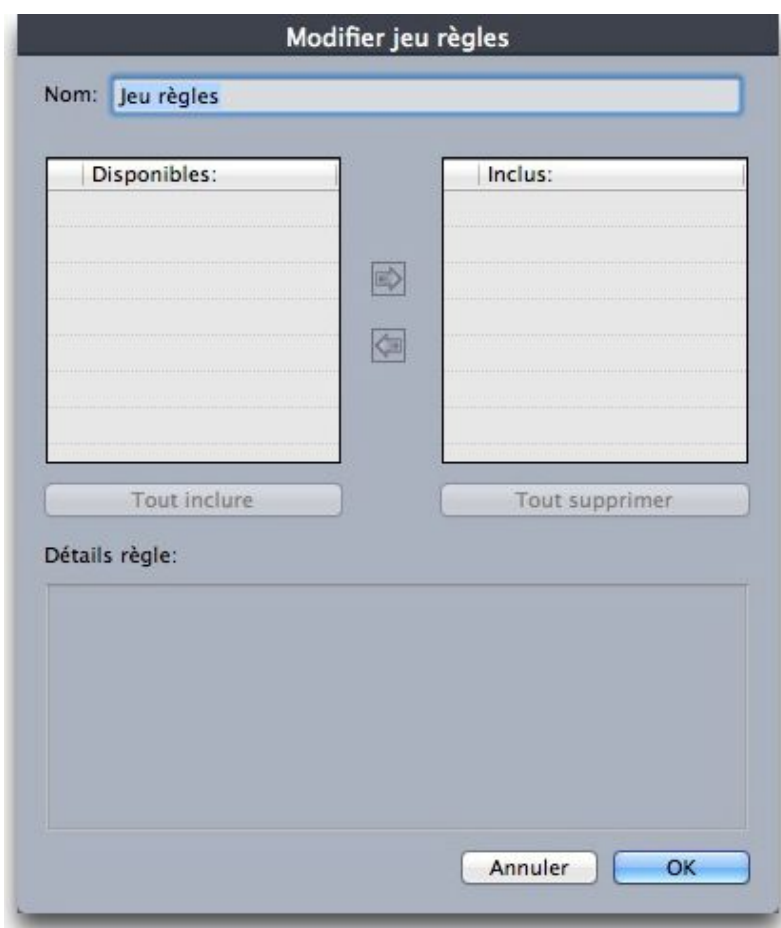 Modifier jeu règles
Nom: Jeu règles
Disponibles: Inclus:
Tout inclure Tout supprimer
Détails règle:
Annuler OK